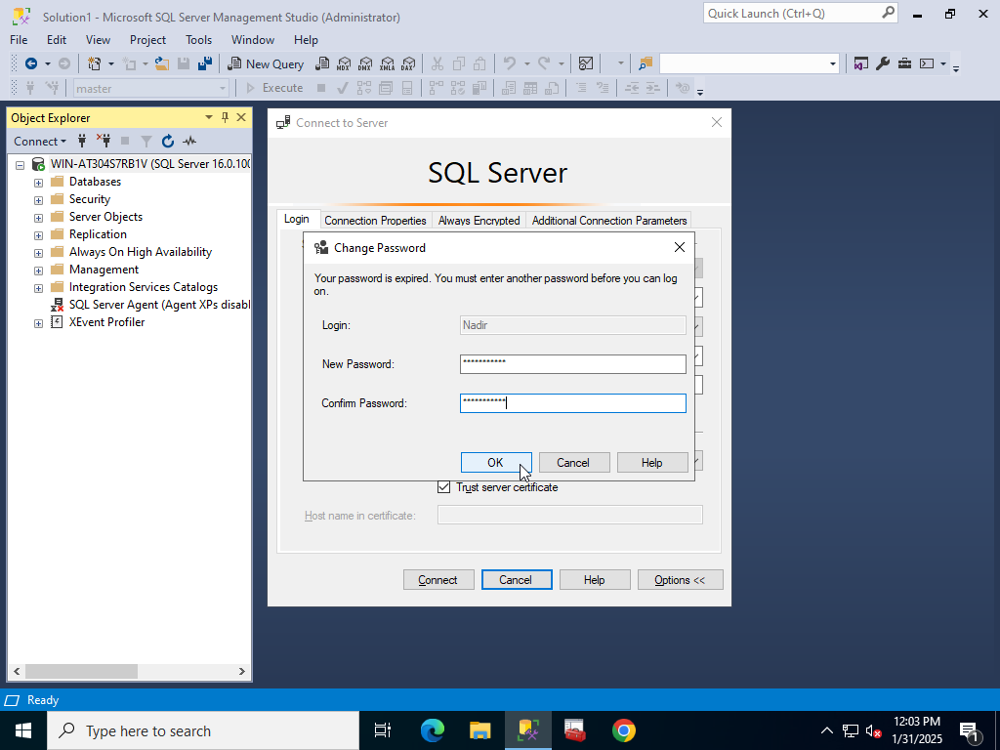 Solution1 - Microsoft SQL Server Management Studio (Administrator)
Quick Launch (Ctrl+Q)
File Edit View Project Tools Window Help
New Query
MDX DMX XMLA DAX
master
Execute
Object Explorer
Connect
WIN-AT304S7RB1V (SQL Server 16.0.100
Databases
Security
Server Objects
Replication
Always On High Availability
Management
Integration Services Catalogs
SQL Server Agent (Agent XPs disabl
XEvent Profiler
Connect to Server
SQL Server
Login Connection Properties Always Encrypted Additional Connection Parameters
Change Password
Your password is expired. You must enter another password before you can log
on.
Login: Nadir
New Password: ***********
Confirm Password: ***********
OK Cancel Help
Trust server certificate
Host name in certificate:
Connect Cancel Help Options <<
Ready
Type here to search
12:03 PM
1/31/2025
1